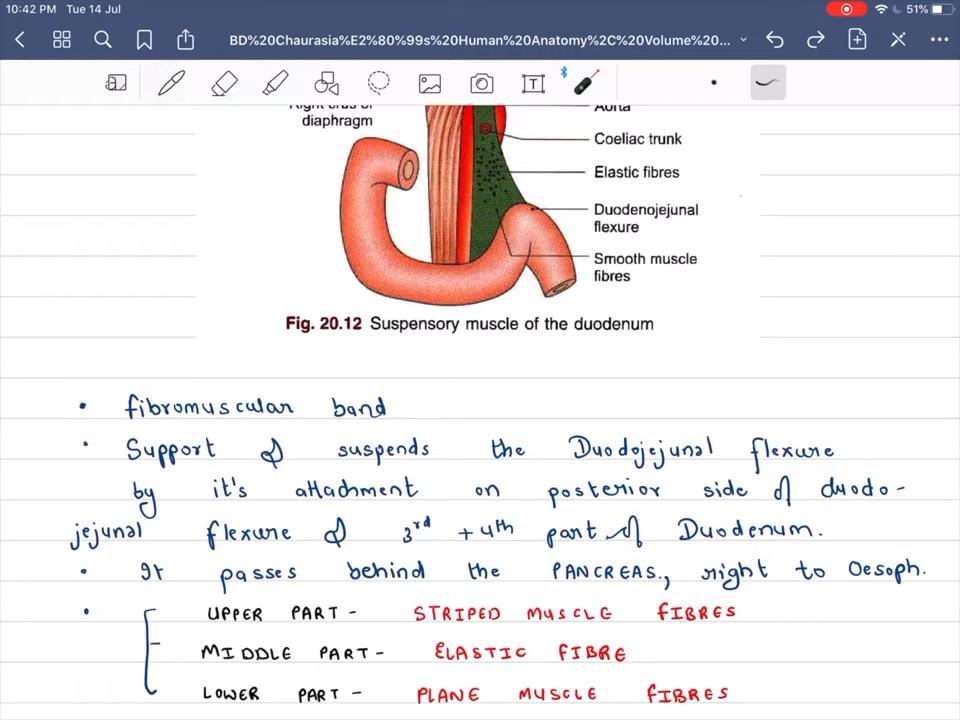 10:42 PM Tue 14 Jul
51%
BD%20Chaurasia%E2%80%99s%20Human%20Anatomy%2C%20Volume%20...
T
Right crus of
diaphragm
Aorta
Coeliac trunk
Elastic fibres
Duodenojejunal
flexure
Smooth muscle
fibres
Fig. 20.12 Suspensory muscle of the duodenum
• fibromuscular band
• Support & suspends the Duodojejunal flexure
by it's attachment on posterior side of duodo-
jejunal flexure & 3rd + 4th part of Duodenum.
• It passes behind the PANCREAS, right to Oesoph.
• UPPER PART - STRIPED MUSCLE FIBRES
MIDDLE PART - ELASTIC FIBRE
LOWER PART - PLANE MUSCLE FIBRES